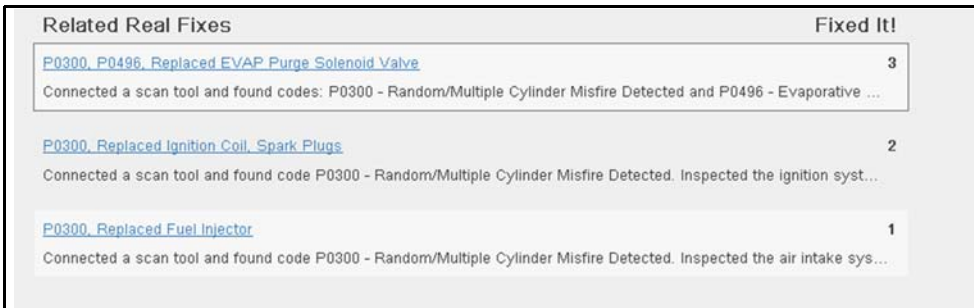 Related Real Fixes Fixed It!
P0300, P0496, Replaced EVAP Purge Solenoid Valve 3
Connected a scan tool and found codes: P0300 - Random/Multiple Cylinder Misfire Detected and P0496 - Evaporative ...
P0300, Replaced Ignition Coil, Spark Plugs 2
Connected a scan tool and found code P0300 - Random/Multiple Cylinder Misfire Detected. Inspected the ignition syst...
P0300, Replaced Fuel Injector 1
Connected a scan tool and found code P0300 - Random/Multiple Cylinder Misfire Detected. Inspected the air intake sys...